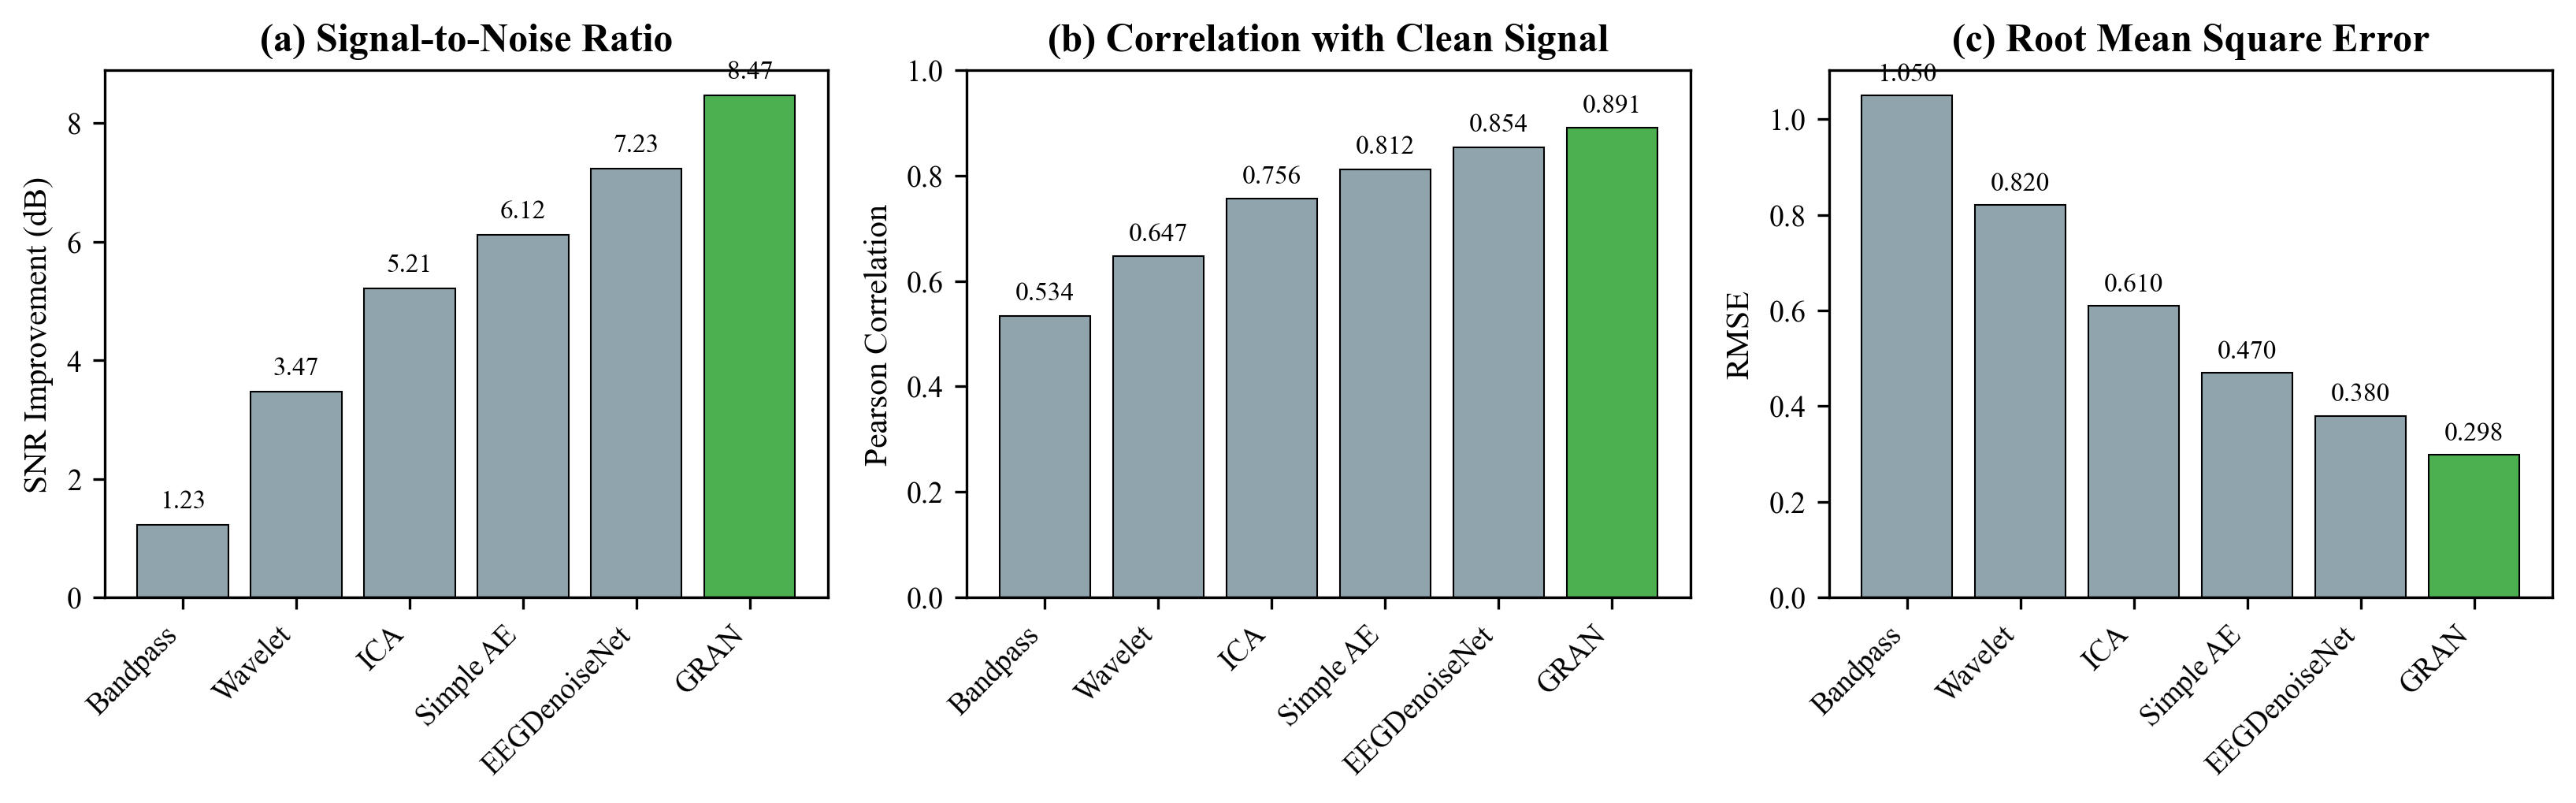 (a) Signal-to-Noise Ratio
SNR Improvement (dB)
8
6
4
2
0
1.23
3.47
5.21
6.12
7.23
8.47
Bandpass
Wavelet
ICA
Simple AE
EEGDenoiseNet
GRAN
(b) Correlation with Clean Signal
Pearson Correlation
1.0
0.8
0.6
0.4
0.2
0.0
0.534
0.647
0.756
0.812
0.854
0.891
Bandpass
Wavelet
ICA
Simple AE
EEGDenoiseNet
GRAN
(c) Root Mean Square Error
RMSE
1.0
0.8
0.6
0.4
0.2
0.0
1.050
0.820
0.610
0.470
0.380
0.298
Bandpass
Wavelet
ICA
Simple AE
EEGDenoiseNet
GRAN